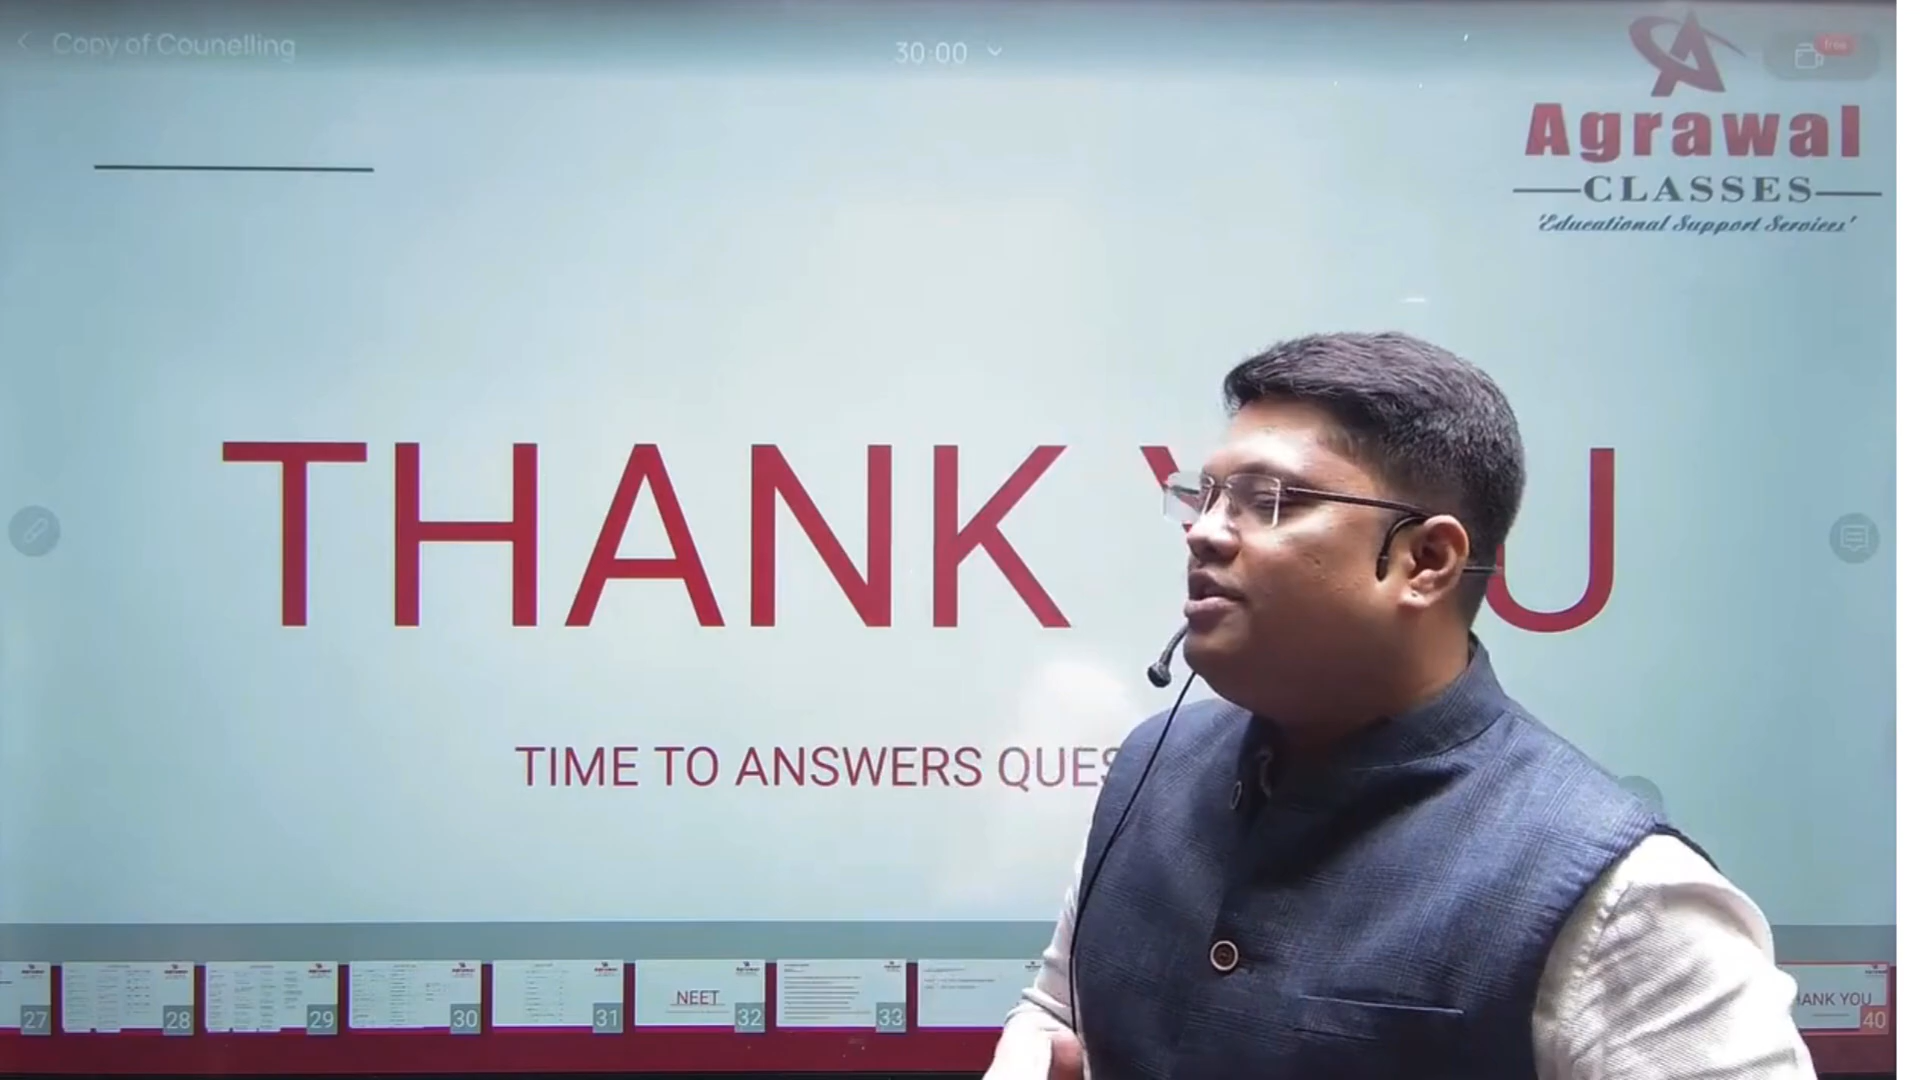 Copy of Counelling
30:00
free
Agrawal
CLASSES
'Educational Support Services'
THANK
U
TIME TO ANSWERS QUES
27
28
29
30
31
NEET
32
33
HANK YOU
40